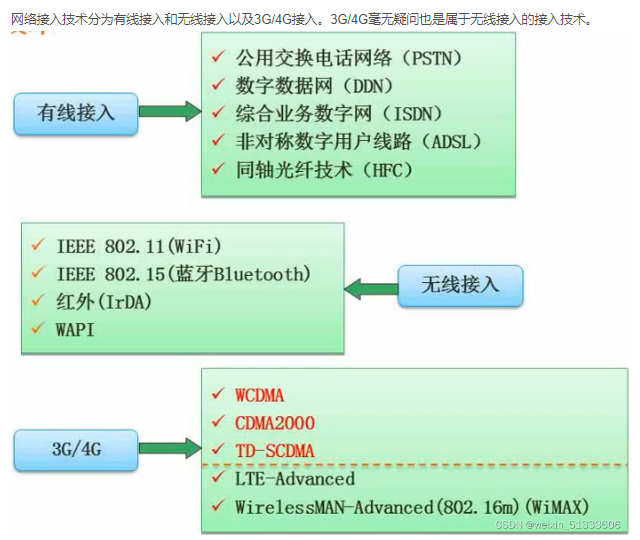 网络接入技术分为有线接入和无线接入以及3G/4G接入。3G/4G毫无疑问也是属于无线接入的接入技术。
有线接入
公用交换电话网络（PSTN）
数字数据网（DDN）
综合业务数字网（ISDN）
非对称数字用户线路（ADSL）
同轴光纤技术（HFC）
IEEE 802.11(WiFi)
IEEE 802.15(蓝牙Bluetooth)
红外(IrDA)
WAPI
无线接入
3G/4G
WCDMA
CDMA2000
TD-SCDMA
LTE-Advanced
WirelessMAN-Advanced(802.16m)(WiMAX)
CSDN @weixin_51333606